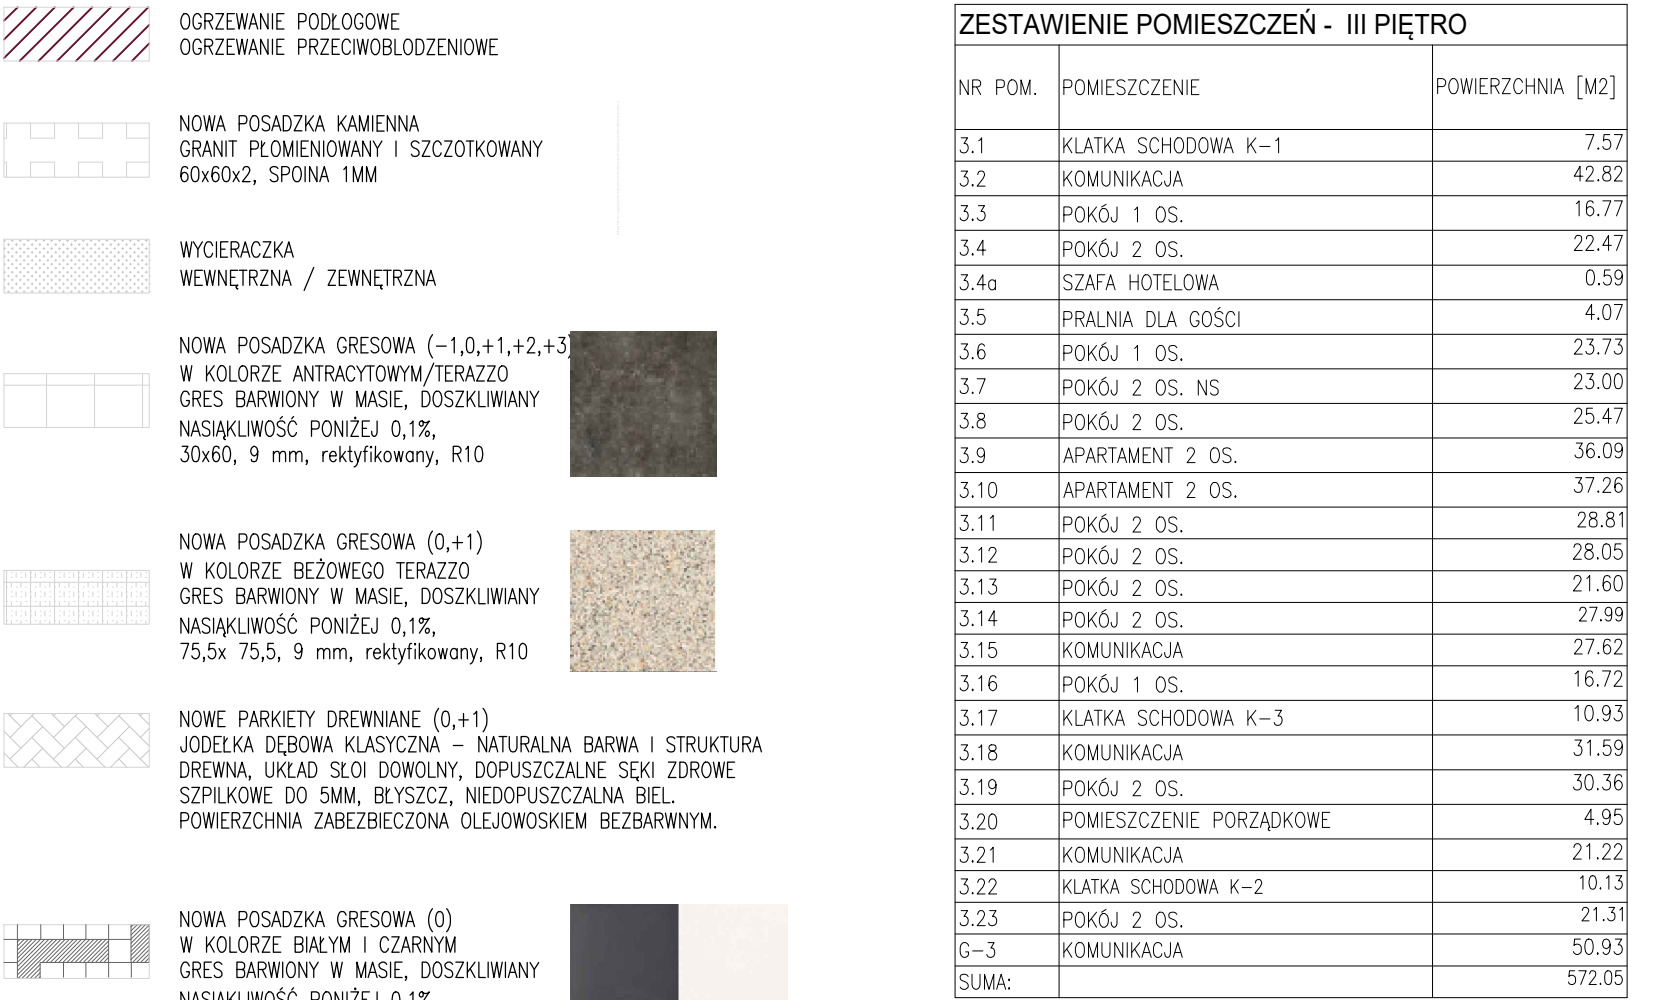 OGRZEWANIE PODŁOGOWE
OGRZEWANIE PRZECIWOBLODZENIOWE
NOWA POSADZKA KAMIENNA
GRANIT PŁOMIENIOWANY I SZCZOTKOWANY
60x60x2, SPOINA 1MM
WYCIERACZKA
WEWNĘTRZNA / ZEWNĘTRZNA
NOWA POSADZKA GRESOWA (-1,0,+1,+2,+3)
W KOLORZE ANTRACYTOWYM/TERAZZO
GRES BARWIONY W MASIE, DOSZKLIWIANY
NASIĄKLIWOŚĆ PONIŻEJ 0,1%,
30x60, 9 mm, rektyfikowany, R10
NOWA POSADZKA GRESOWA (0,+1)
W KOLORZE BEŻOWEGO TERAZZO
GRES BARWIONY W MASIE, DOSZKLIWIANY
NASIĄKLIWOŚĆ PONIŻEJ 0,1%,
75,5x 75,5, 9 mm, rektyfikowany, R10
NOWE PARKIETY DREWNIANE (0,+1)
JODEŁKA DĘBOWA KLASYCZNA – NATURALNA BARWA I STRUKTURA
DREWNA, UKŁAD SŁOI DOWOLNY, DOPUSZCZALNE SĘKI ZDROWE
SZPILKOWE DO 5MM, BŁYSZCZ, NIEDOPUSZCZALNA BIEL.
POWIERZCHNIA ZABEZBIECZONA OLEJOWOSKIEM BEZBARWNYM.
NOWA POSADZKA GRESOWA (0)
W KOLORZE BIAŁYM I CZARNYM
GRES BARWIONY W MASIE, DOSZKLIWIANY
NASIĄKLIWOŚĆ PONIŻEJ 0,1%,
ZESTAWIENIE POMIESZCZEŃ - III PIĘTRO
NR POM. POMIESZCZENIE POWIERZCHNIA [M2]
3.1 KLATKA SCHODOWA K-1 7.57
3.2 KOMUNIKACJA 42.82
3.3 POKÓJ 1 OS. 16.77
3.4 POKÓJ 2 OS. 22.47
3.4a SZAFA HOTELOWA 0.59
3.5 PRALNIA DLA GOŚCI 4.07
3.6 POKÓJ 1 OS. 23.73
3.7 POKÓJ 2 OS. NS 23.00
3.8 POKÓJ 2 OS. 25.47
3.9 APARTAMENT 2 OS. 36.09
3.10 APARTAMENT 2 OS. 37.26
3.11 POKÓJ 2 OS. 28.81
3.12 POKÓJ 2 OS. 28.05
3.13 POKÓJ 2 OS. 21.60
3.14 POKÓJ 2 OS. 27.99
3.15 KOMUNIKACJA 27.62
3.16 POKÓJ 1 OS. 16.72
3.17 KLATKA SCHODOWA K-3 10.93
3.18 KOMUNIKACJA 31.59
3.19 POKÓJ 2 OS. 30.36
3.20 POMIESZCZENIE PORZĄDKOWE 4.95
3.21 KOMUNIKACJA 21.22
3.22 KLATKA SCHODOWA K-2 10.13
3.23 POKÓJ 2 OS. 21.31
G-3 KOMUNIKACJA 50.93
SUMA: 572.05